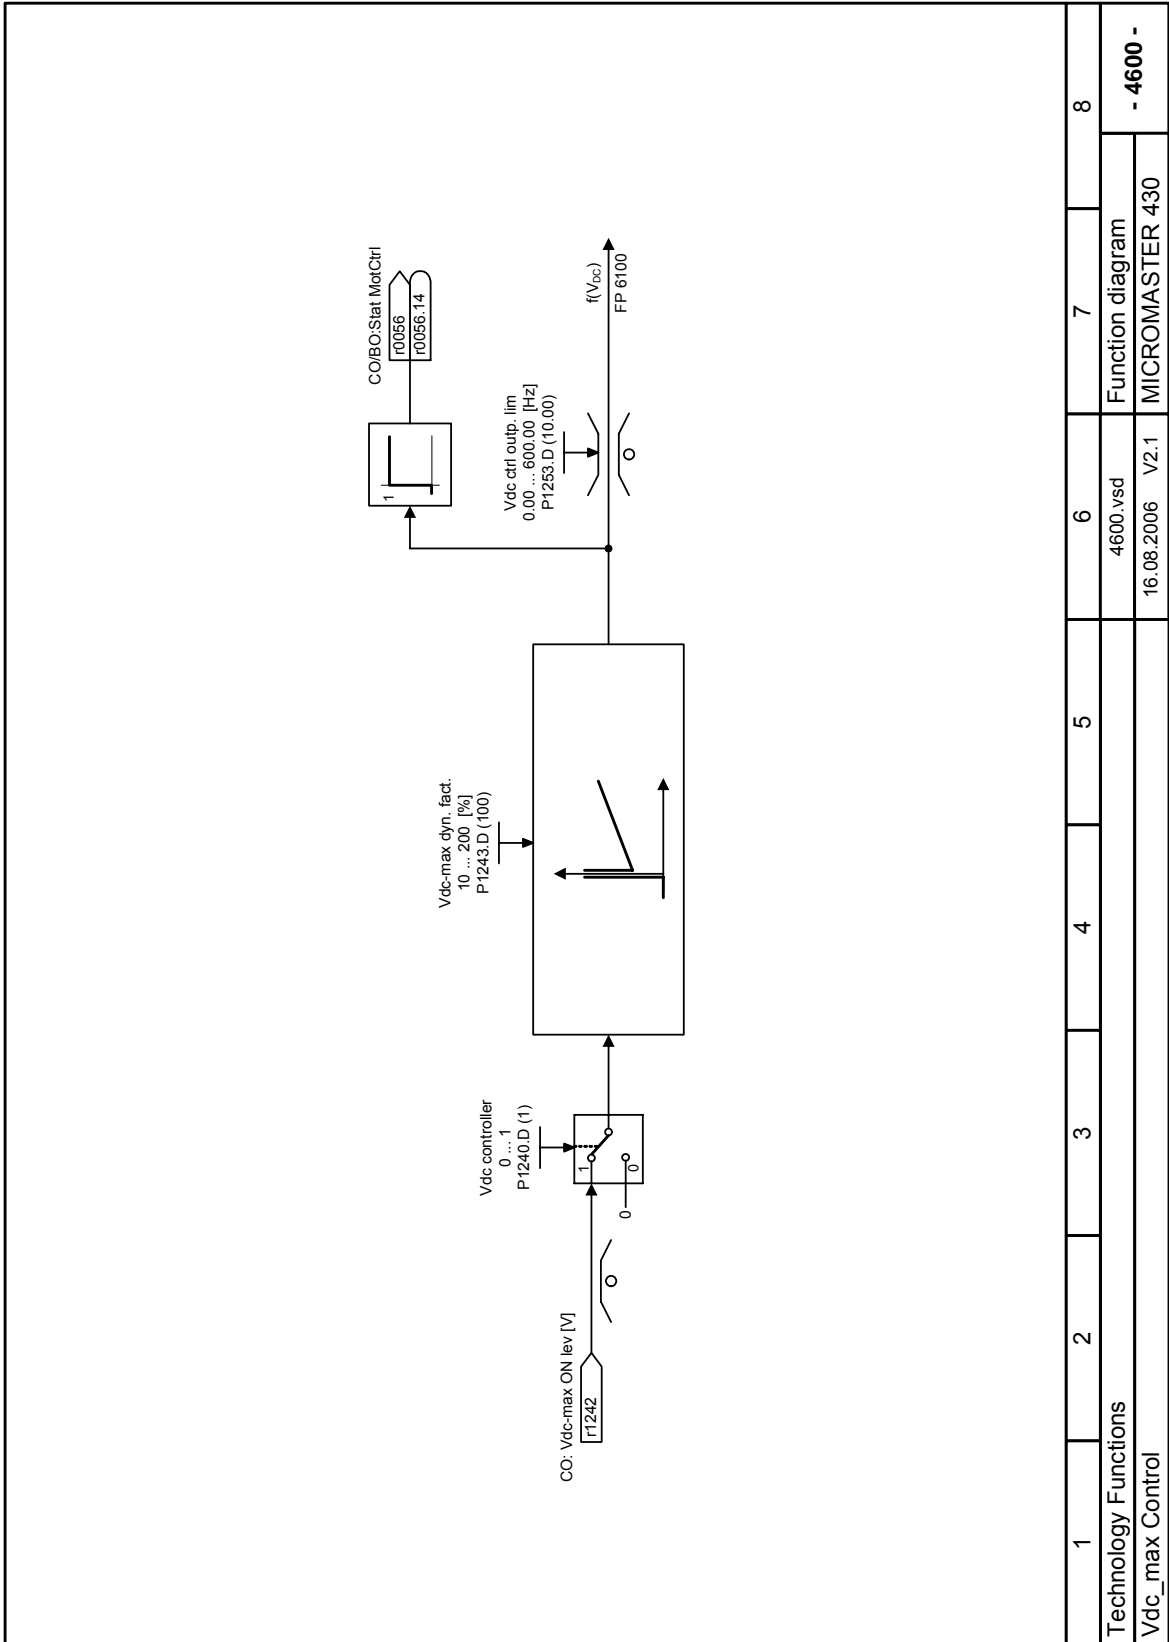 CO/BO:Stat MotCtrl
r0056
r0056.14
1
Vdc ctrl outp. lim
0.00 ... 600.00 [Hz]
P1253.D (10.00)
f(VDC)
FP 6100
Vdc-max dyn. fact.
10 ... 200 [%]
P1243.D (100)
Vdc controller
0 ... 1
P1240.D (1)
1
0
0
CO: Vdc-max ON lev [V]
r1242
1 2 3 4 5 6 7 8
Technology Functions 4600.vsd Function diagram - 4600 -
Vdc_max Control 16.08.2006 V2.1 MICROMASTER 430